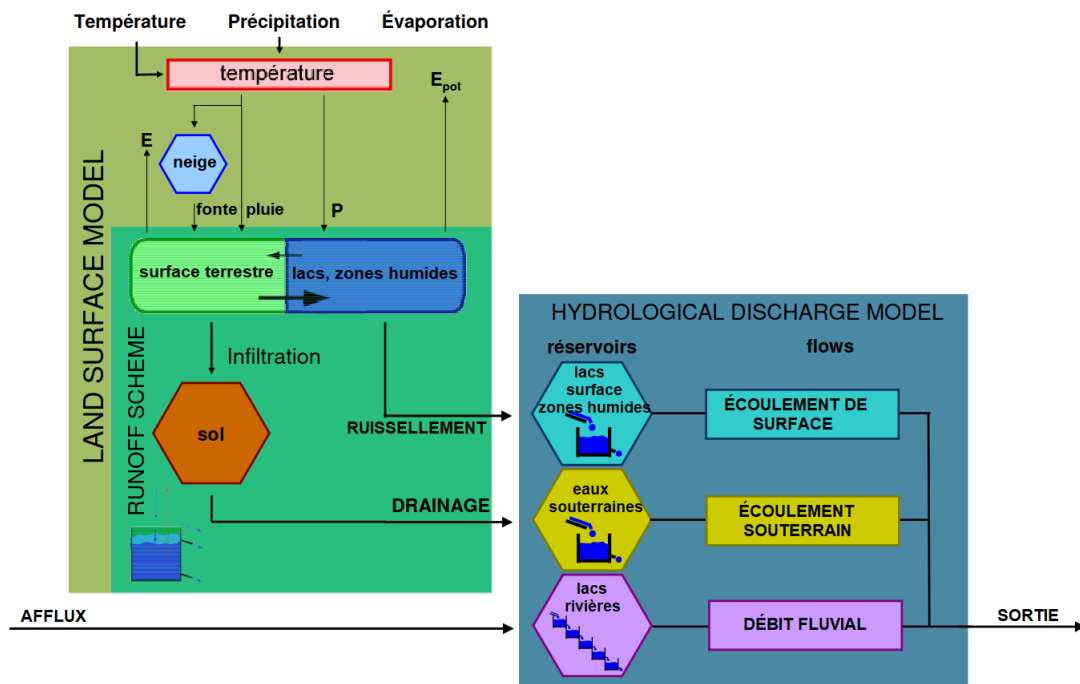 Température
Précipitation
Évaporation
température
E
pot
E
neige
fonte
pluie
P
LAND SURFACE MODEL
surface terrestre
lacs, zones humides
RUNOFF SCHEME
Infiltration
sol
RUISSELLEMENT
DRAINAGE
AFFLUX
HYDROLOGICAL DISCHARGE MODEL
réservoirs
flows
lacs
surface
zones humides
ÉCOULEMENT DE
SURFACE
eaux
souterraines
ÉCOULEMENT
SOUTERRAIN
lacs
rivières
DÉBIT FLUVIAL
SORTIE